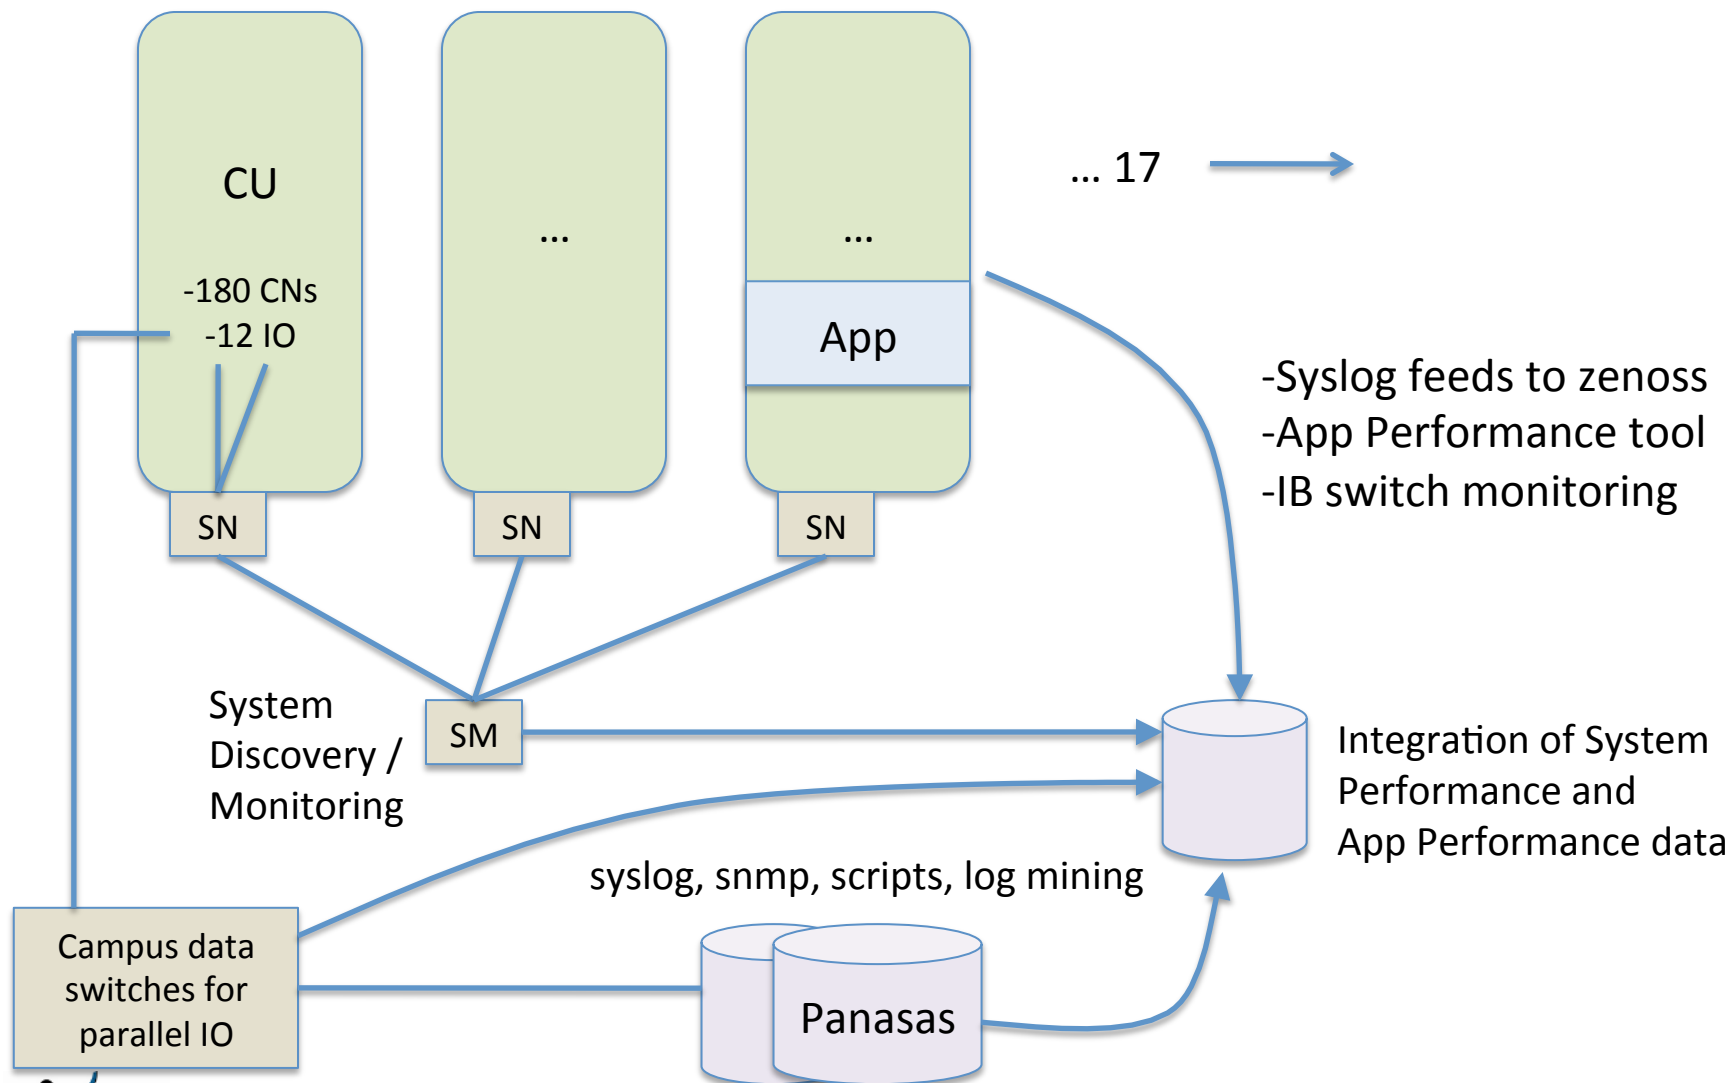 CU
-180 CNs
-12 IO
...
...
App
... 17
SN
SN
SN
-Syslog feeds to zenoss
-App Performance tool
-IB switch monitoring
System
Discovery /
Monitoring
SM
Integration of System
Performance and
App Performance data
syslog, snmp, scripts, log mining
Campus data
switches for
parallel IO
Panasas